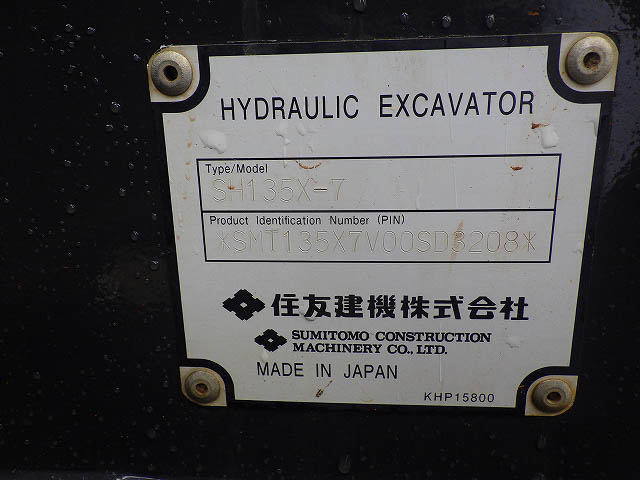 HYDRAULIC EXCAVATOR
Type/Model
SH135X-7
Product Identification Number (PIN)
*SMT135X7V00SD3208*
住友建機株式会社
SUMITOMO CONSTRUCTION
MACHINERY CO., LTD.
MADE IN JAPAN
KHP15800